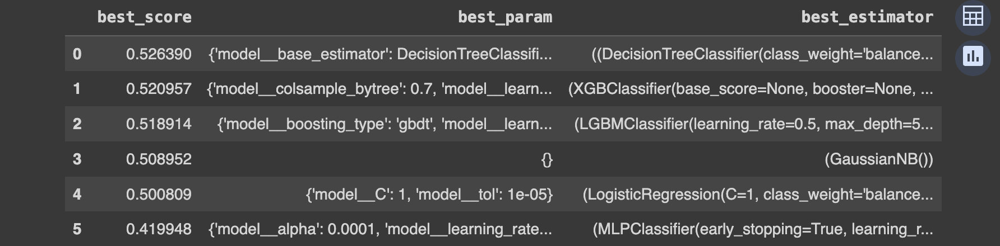 best_score best_param best_estimator
0 0.526390 {'model__base_estimator': DecisionTreeClassifi... ((DecisionTreeClassifier(class_weight='balance...
1 0.520957 {'model__colsample_bytree': 0.7, 'model__learn... (XGBClassifier(base_score=None, booster=None, ...
2 0.518914 {'model__boosting_type': 'gbdt', 'model__learn... (LGBMClassifier(learning_rate=0.5, max_depth=5...
3 0.508952 {} (GaussianNB())
4 0.500809 {'model__C': 1, 'model__tol': 1e-05} (LogisticRegression(C=1, class_weight='balance...
5 0.419948 {'model__alpha': 0.0001, 'model__learning_rate... (MLPClassifier(early_stopping=True, learning_r...